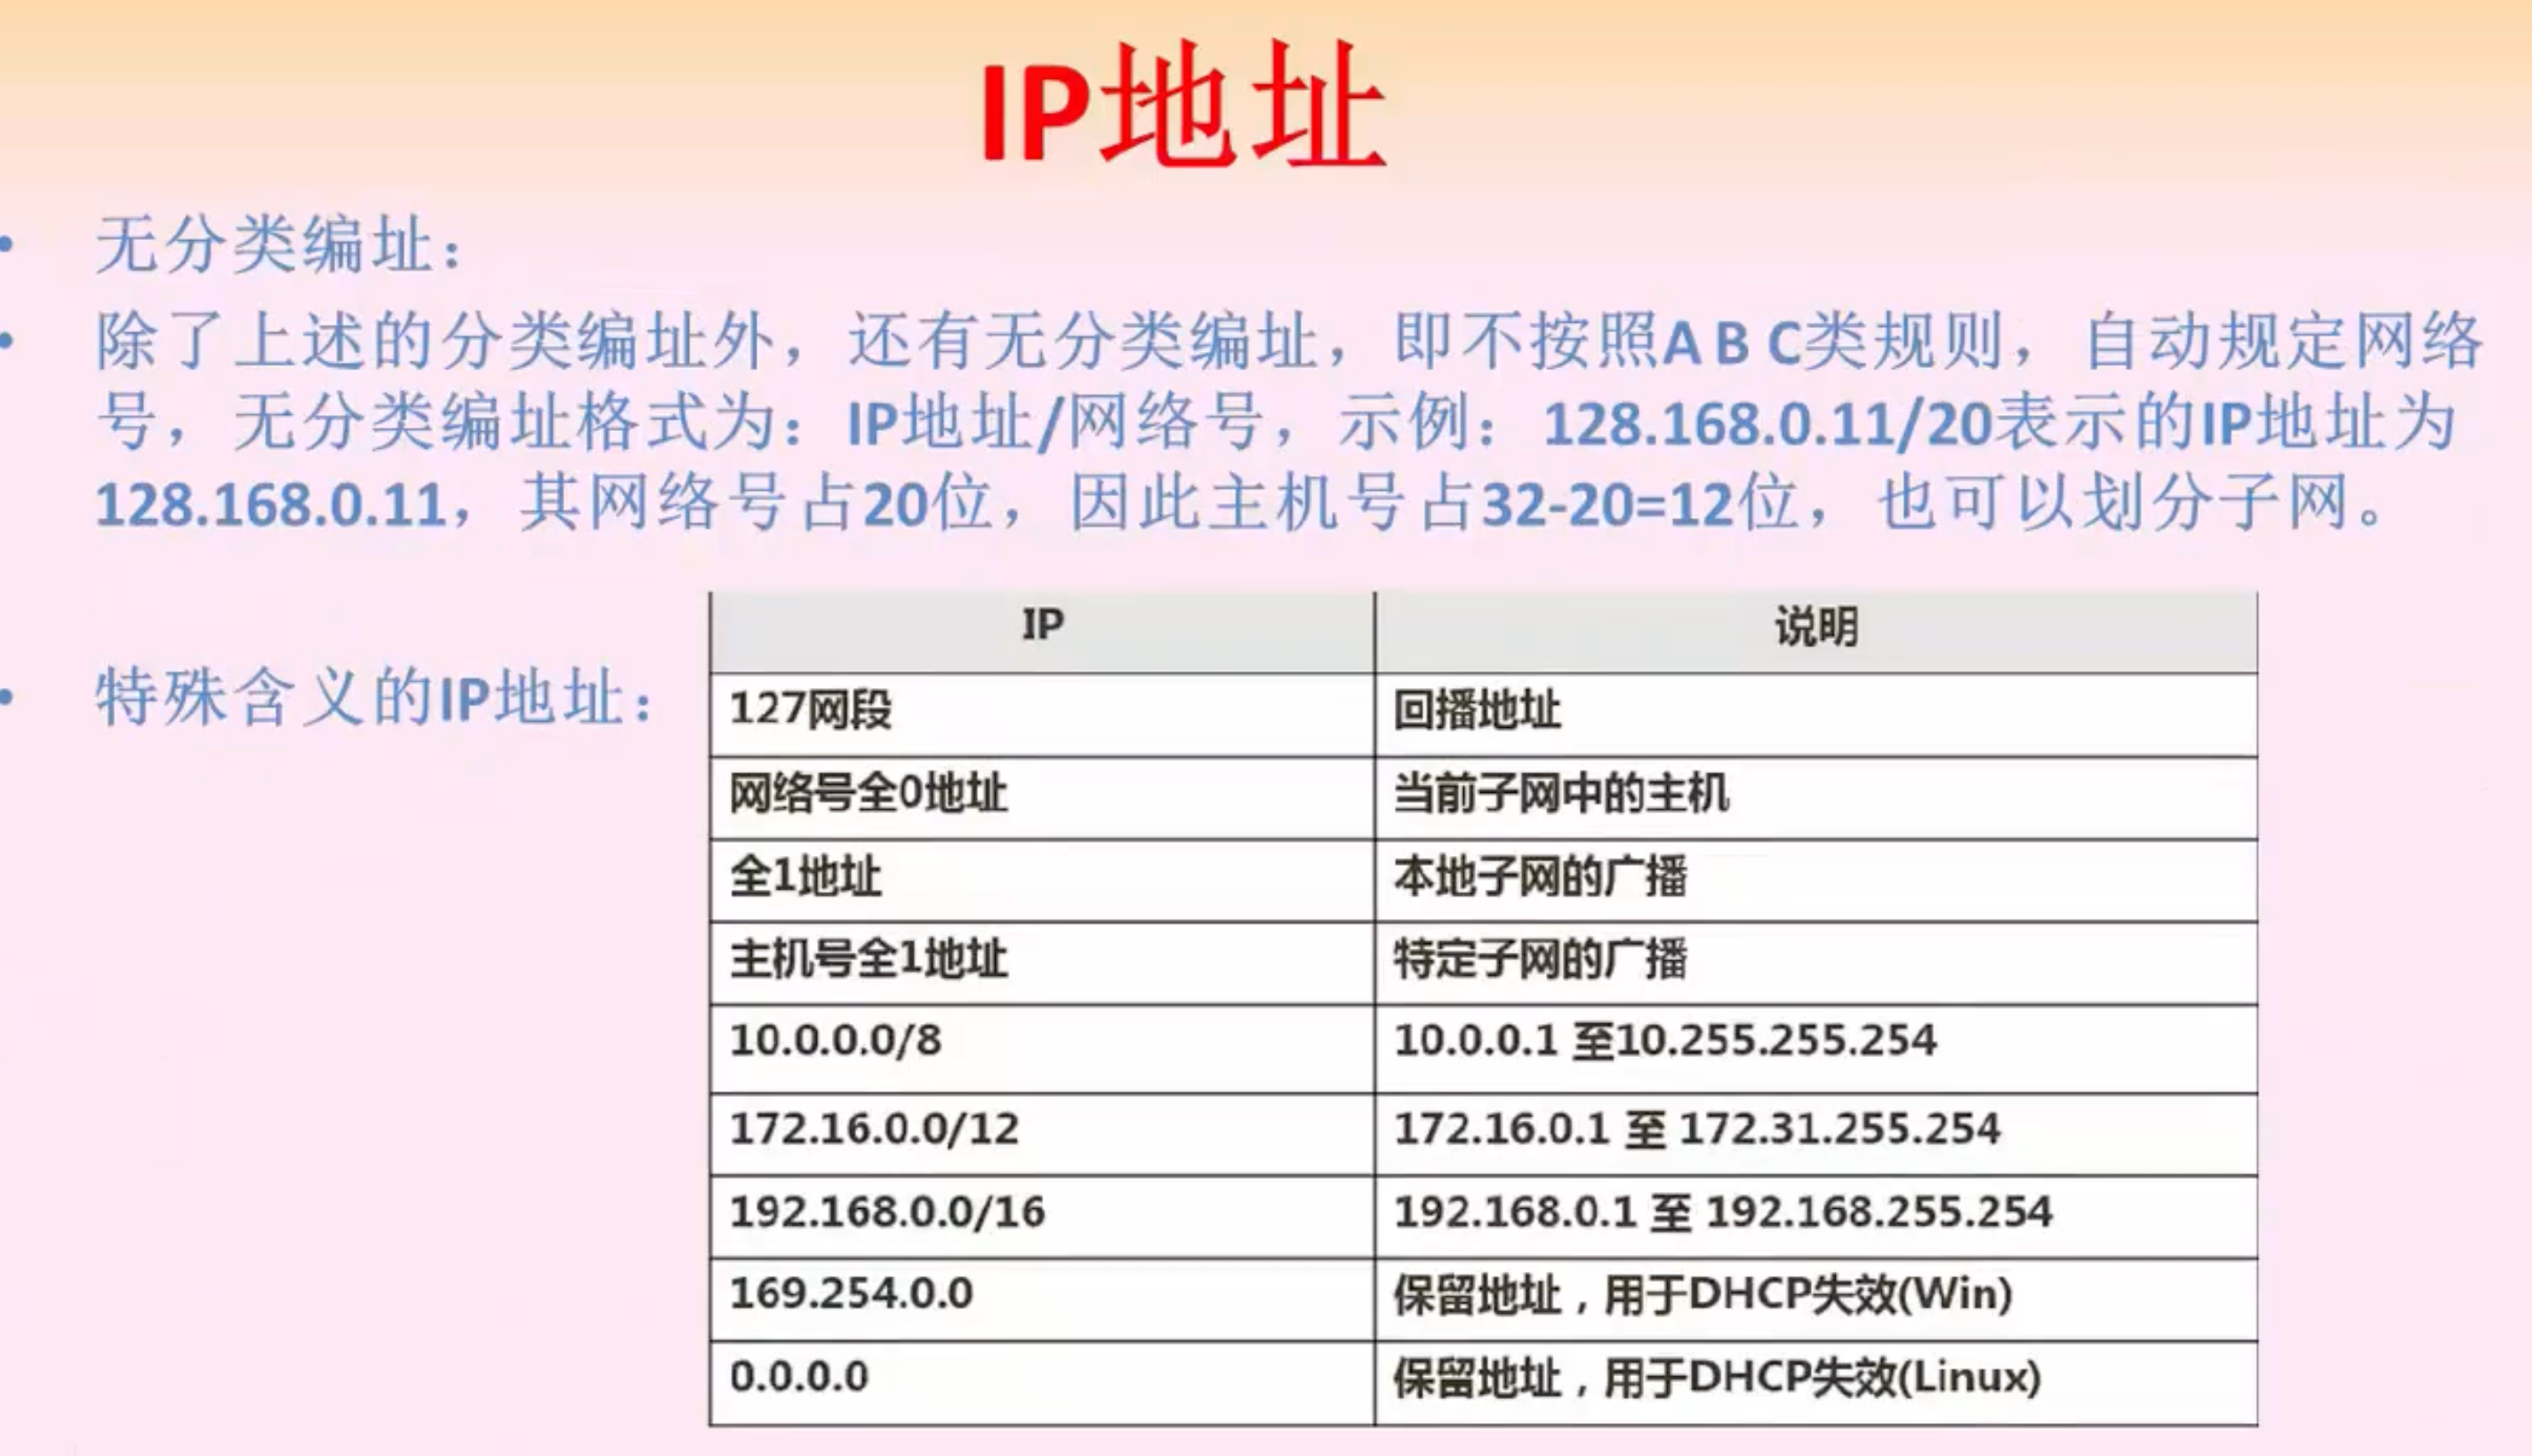 IP地址
• 无分类编址：
• 除了上述的分类编址外，还有无分类编址，即不按照A B C类规则，自动规定网络
号，无分类编址格式为：IP地址/网络号，示例：128.168.0.11/20表示的IP地址为
128.168.0.11，其网络号占20位，因此主机号占32-20=12位，也可以划分子网。
• 特殊含义的IP地址：
IP 说明
127网段 回播地址
网络号全0地址 当前子网中的主机
全1地址 本地子网的广播
主机号全1地址 特定子网的广播
10.0.0.0/8 10.0.0.1 至10.255.255.254
172.16.0.0/12 172.16.0.1 至 172.31.255.254
192.168.0.0/16 192.168.0.1 至 192.168.255.254
169.254.0.0 保留地址，用于DHCP失效(Win)
0.0.0.0 保留地址，用于DHCP失效(Linux)